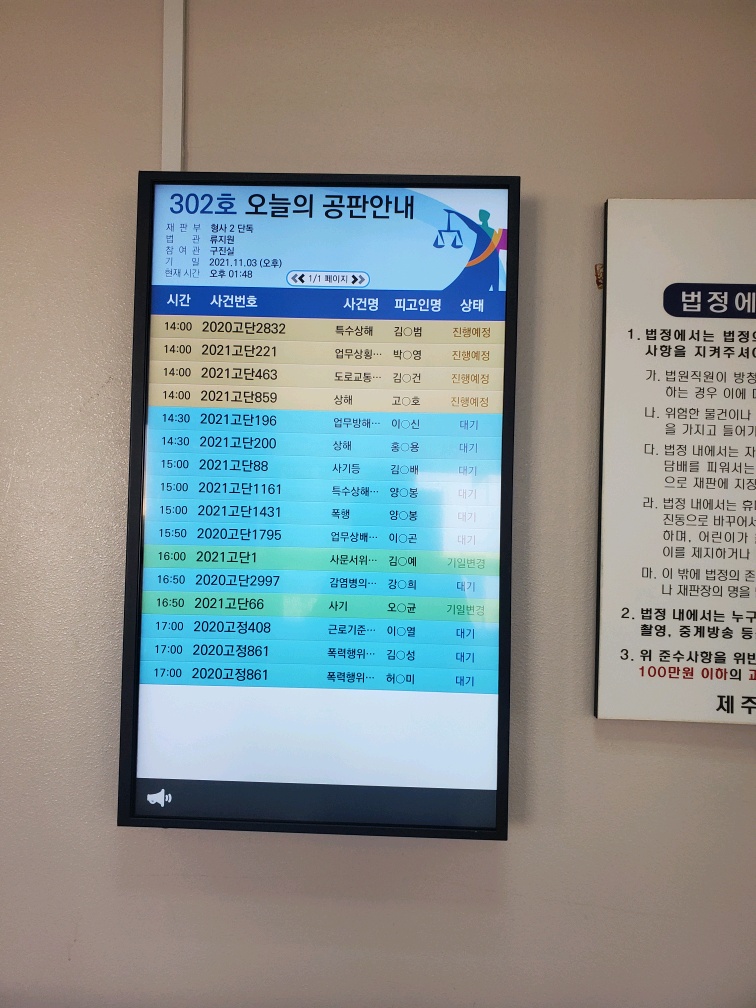 302호 오늘의 공판안내
재 판 부 형사 2 단독
법 관 류지원
참 여 관 구진실
기 일 2021.11.03 (오후)
현재시간 오후 01:48
1/1 페이지
시간 사건번호 사건명 피고인명 상태
14:00 2020고단2832 특수상해 김○범 진행예정
14:00 2021고단221 업무상횡··· 박○영 진행예정
14:00 2021고단463 도로교통··· 김○건 진행예정
14:00 2021고단859 상해 고○호 진행예정
14:30 2021고단196 업무방해··· 이○신 대기
14:30 2021고단200 상해 홍○용 대기
15:00 2021고단88 사기등 김○배 대기
15:00 2021고단1161 특수상해··· 양○봉 대기
15:00 2021고단1431 폭행 양○봉 대기
15:50 2020고단1795 업무상배··· 이○곤 대기
16:00 2021고단1 사문서위··· 김○예 기일변경
16:50 2020고단2997 감염병의··· 강○희 대기
16:50 2021고단66 사기 오○균 기일변경
17:00 2020고정408 근로기준··· 이○열 대기
17:00 2020고정861 폭력행위··· 김○성 대기
17:00 2020고정861 폭력행위··· 허○미 대기
법정에
1. 법정에서는 법정의
사항을 지켜주셔야
가. 법원직원이 방청
하는 경우 이에
나. 위험한 물건이나
을 가지고 들어가
다. 법정 내에서는
담배를 피워서는
으로 재판에 지장
라. 법정 내에서는 휴대
진동으로 바꾸어서
하며, 어린이가
이를 제지하거나
마. 이 밖에 법정의 존
나 재판장의 명을
2. 법정 내에서는 누구
촬영, 중계방송 등
3. 위 준수사항을 위반
100만원 이하의 과
제 주